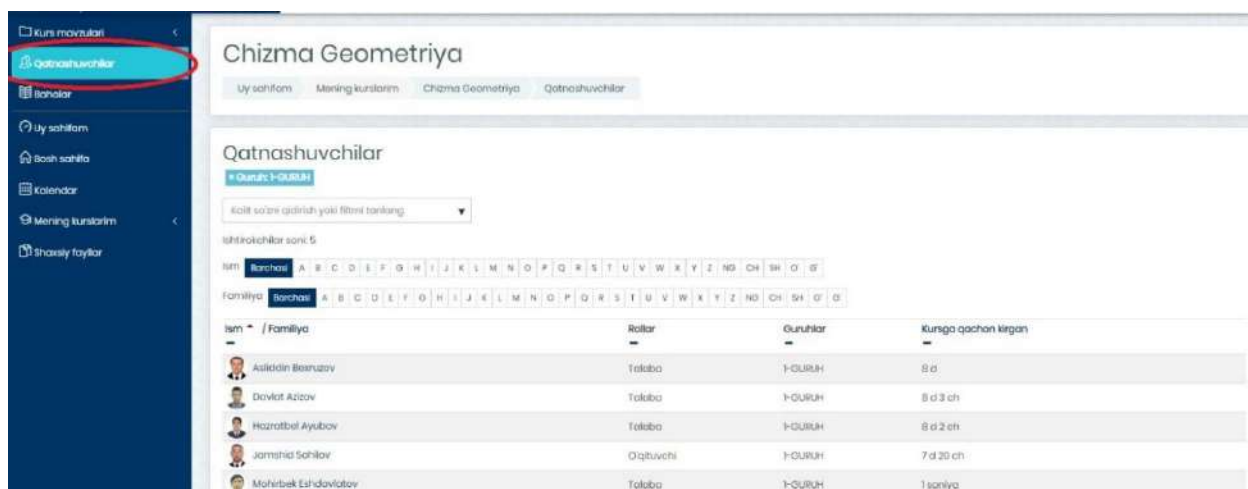 Kurs mavzulari
Qatnashuvchilar
Baholar
Uy sahifam
Bosh sahifa
Kalendar
Mening kurslarim
Shaxsiy fayllar
Chizma Geometriya
Uy sahifam Mening kurslarim Chizma Geometriya Qatnashuvchilar
Qatnashuvchilar
× Guruh: 1-GURUH
Kalit so'zni qidirish yoki filtrni tanlang ▼
Ishtirokchilar soni: 5
Ism Barchasi A B C D E F G H I J K L M N O P Q R S T U V W X Y Z NG CH SH O' G'
Familiya Barchasi A B C D E F G H I J K L M N O P Q R S T U V W X Y Z NG CH SH O' G'
Ism / Familiya Rollar Guruhlar Kursga qachon kirgan
Asliddin Bexruzov Talaba 1-GURUH 8 d
Davlat Azizov Talaba 1-GURUH 8 d 3 ch
Hazratbel Ayubov Talaba 1-GURUH 8 d 2 ch
Jamshid Sohilov O'qituvchi 1-GURUH 7 d 20 ch
Mohirbek Eshdavlatov Talaba 1-GURUH 1 soniya